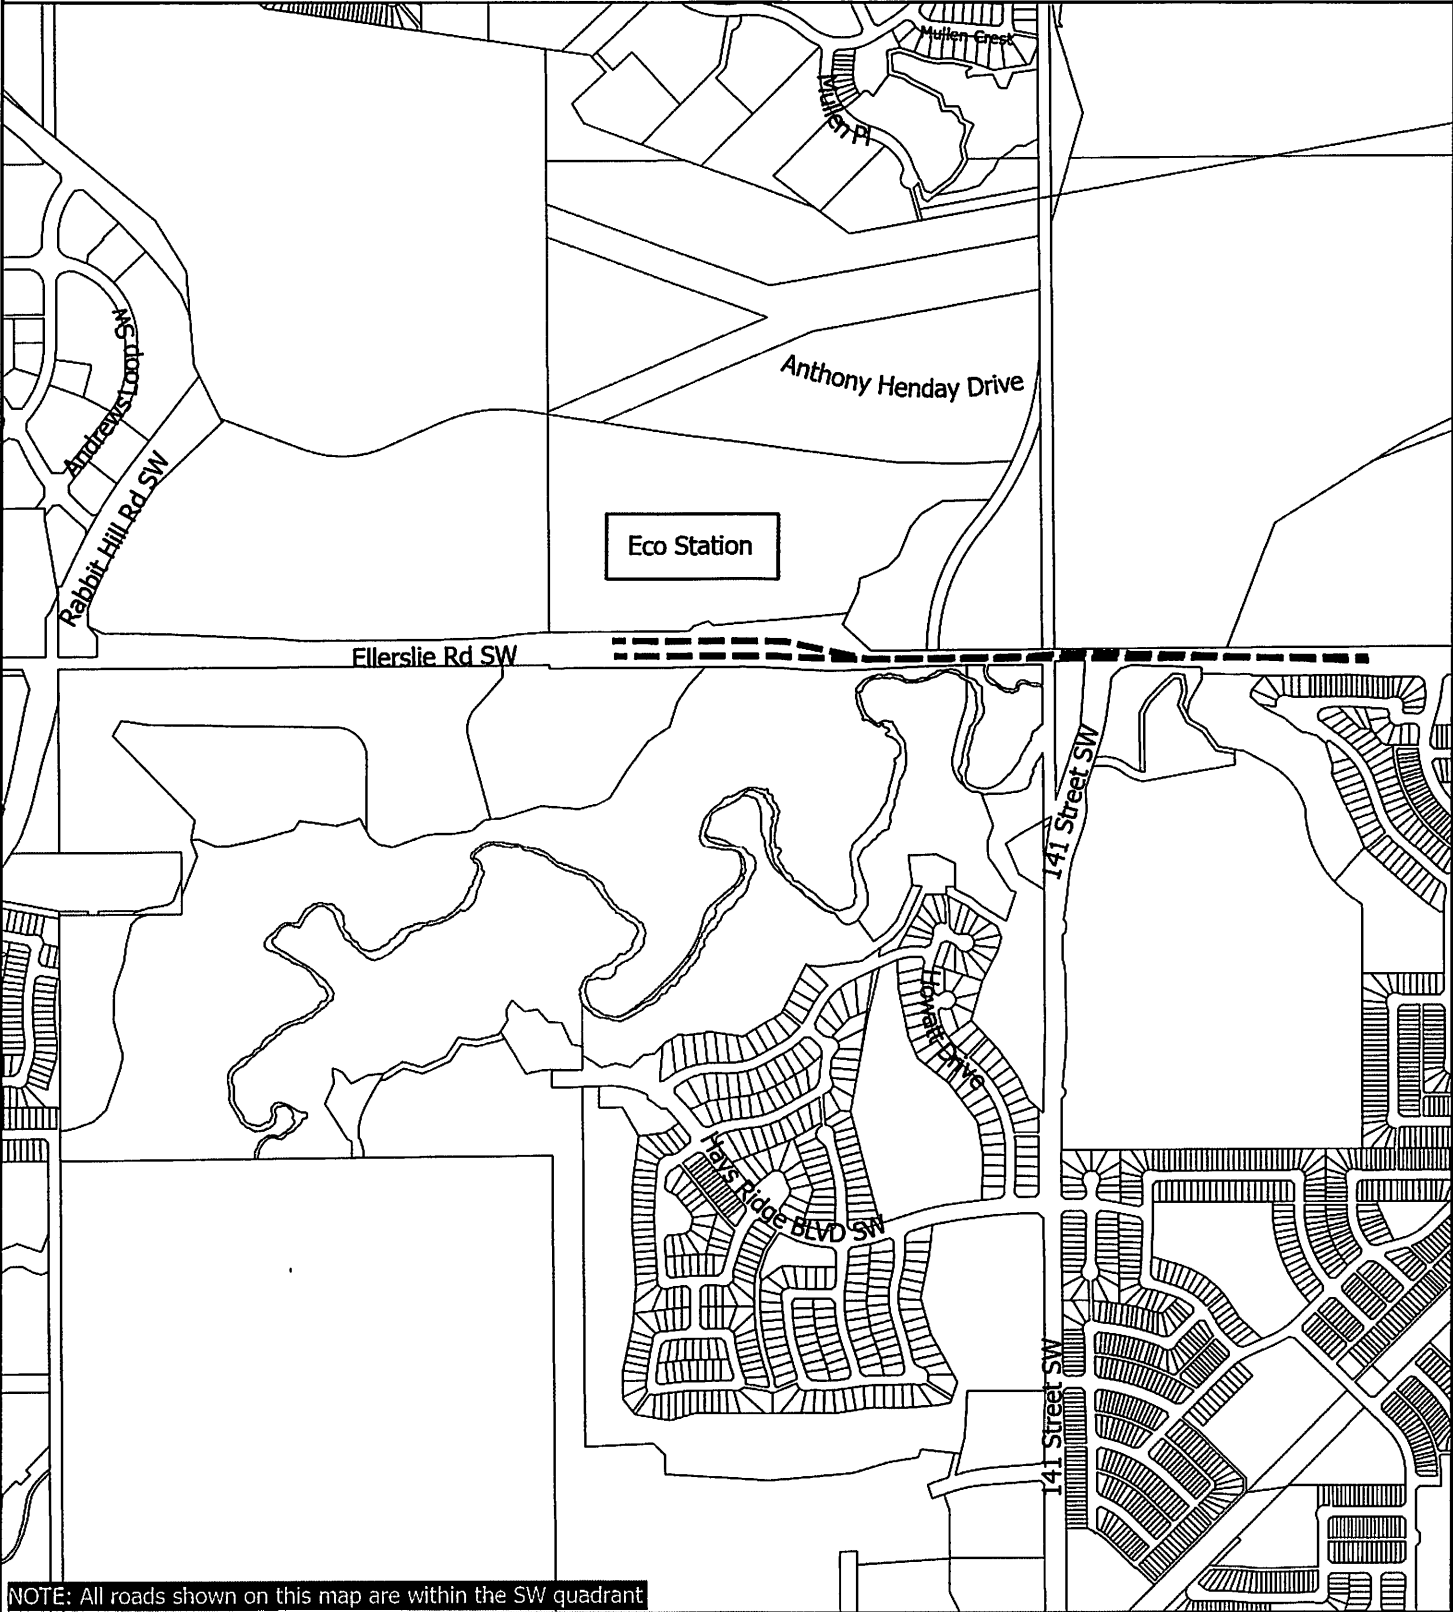 Mullen Crest
Mullen Pl
Anthony Henday Drive
Andrews Loop SW
Rabbit Hill Rd SW
Eco Station
Ellerslie Rd SW
141 Street SW
Howatt Drive
Hays Ridge BLVD SW
141 Street SW
NOTE: All roads shown on this map are within the SW quadrant